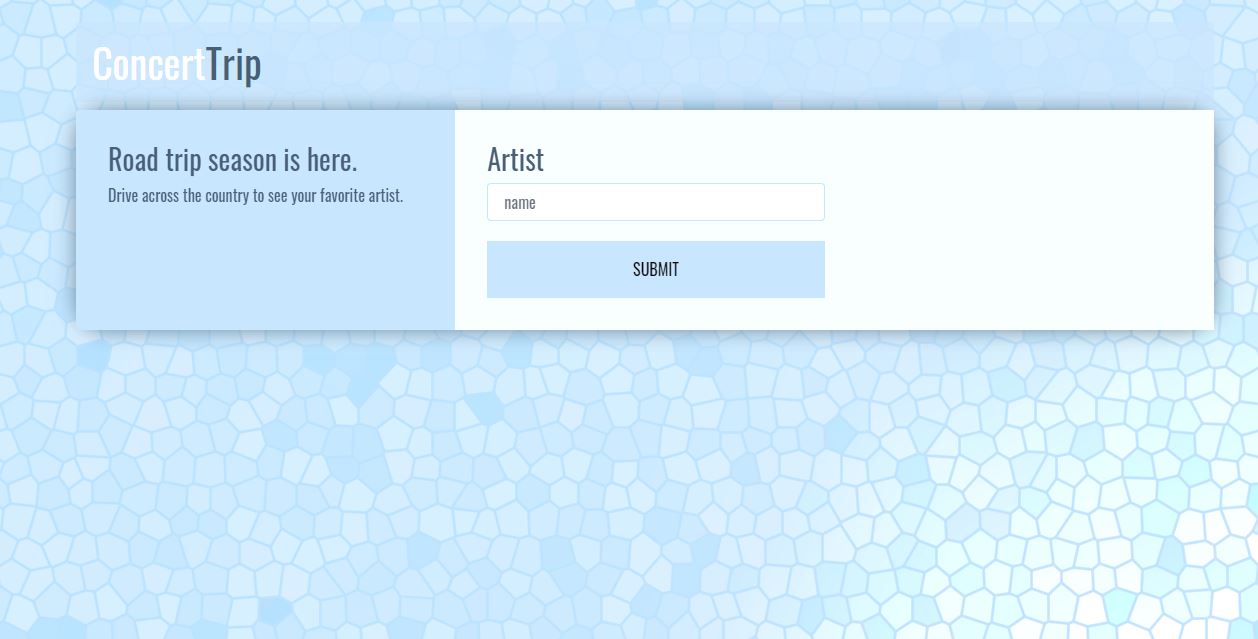 ConcertTrip
Road trip season is here.
Drive across the country to see your favorite artist.
Artist
name
SUBMIT